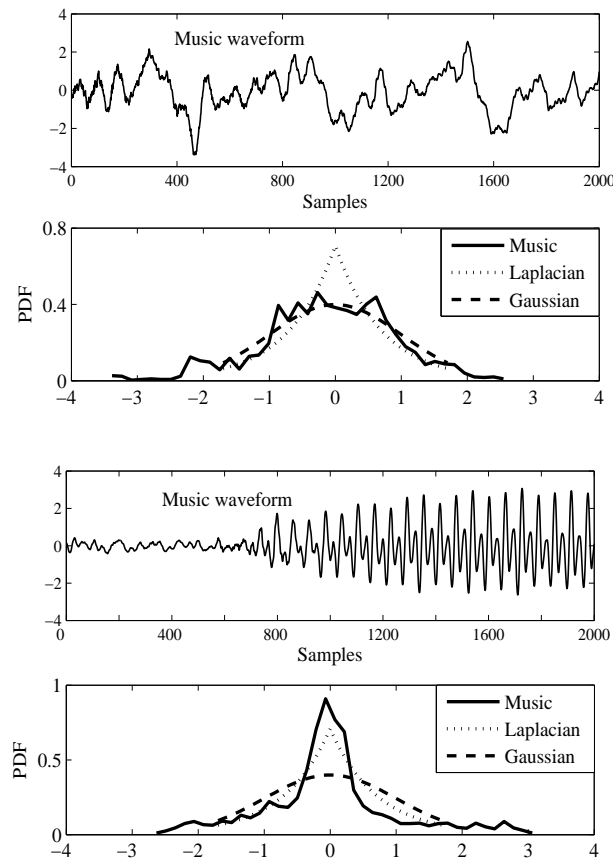 4
2
0
−2
−4
Music waveform
0 400 800 1200 1600 2000
Samples
0.8
0.4
0
PDF
Music
Laplacian
Gaussian
−4 −3 −2 −1 0 1 2 3 4
4
2
0
−2
−4
Music waveform
0 400 800 1200 1600 2000
Samples
1
0.5
0
PDF
Music
Laplacian
Gaussian
−4 −3 −2 −1 0 1 2 3 4